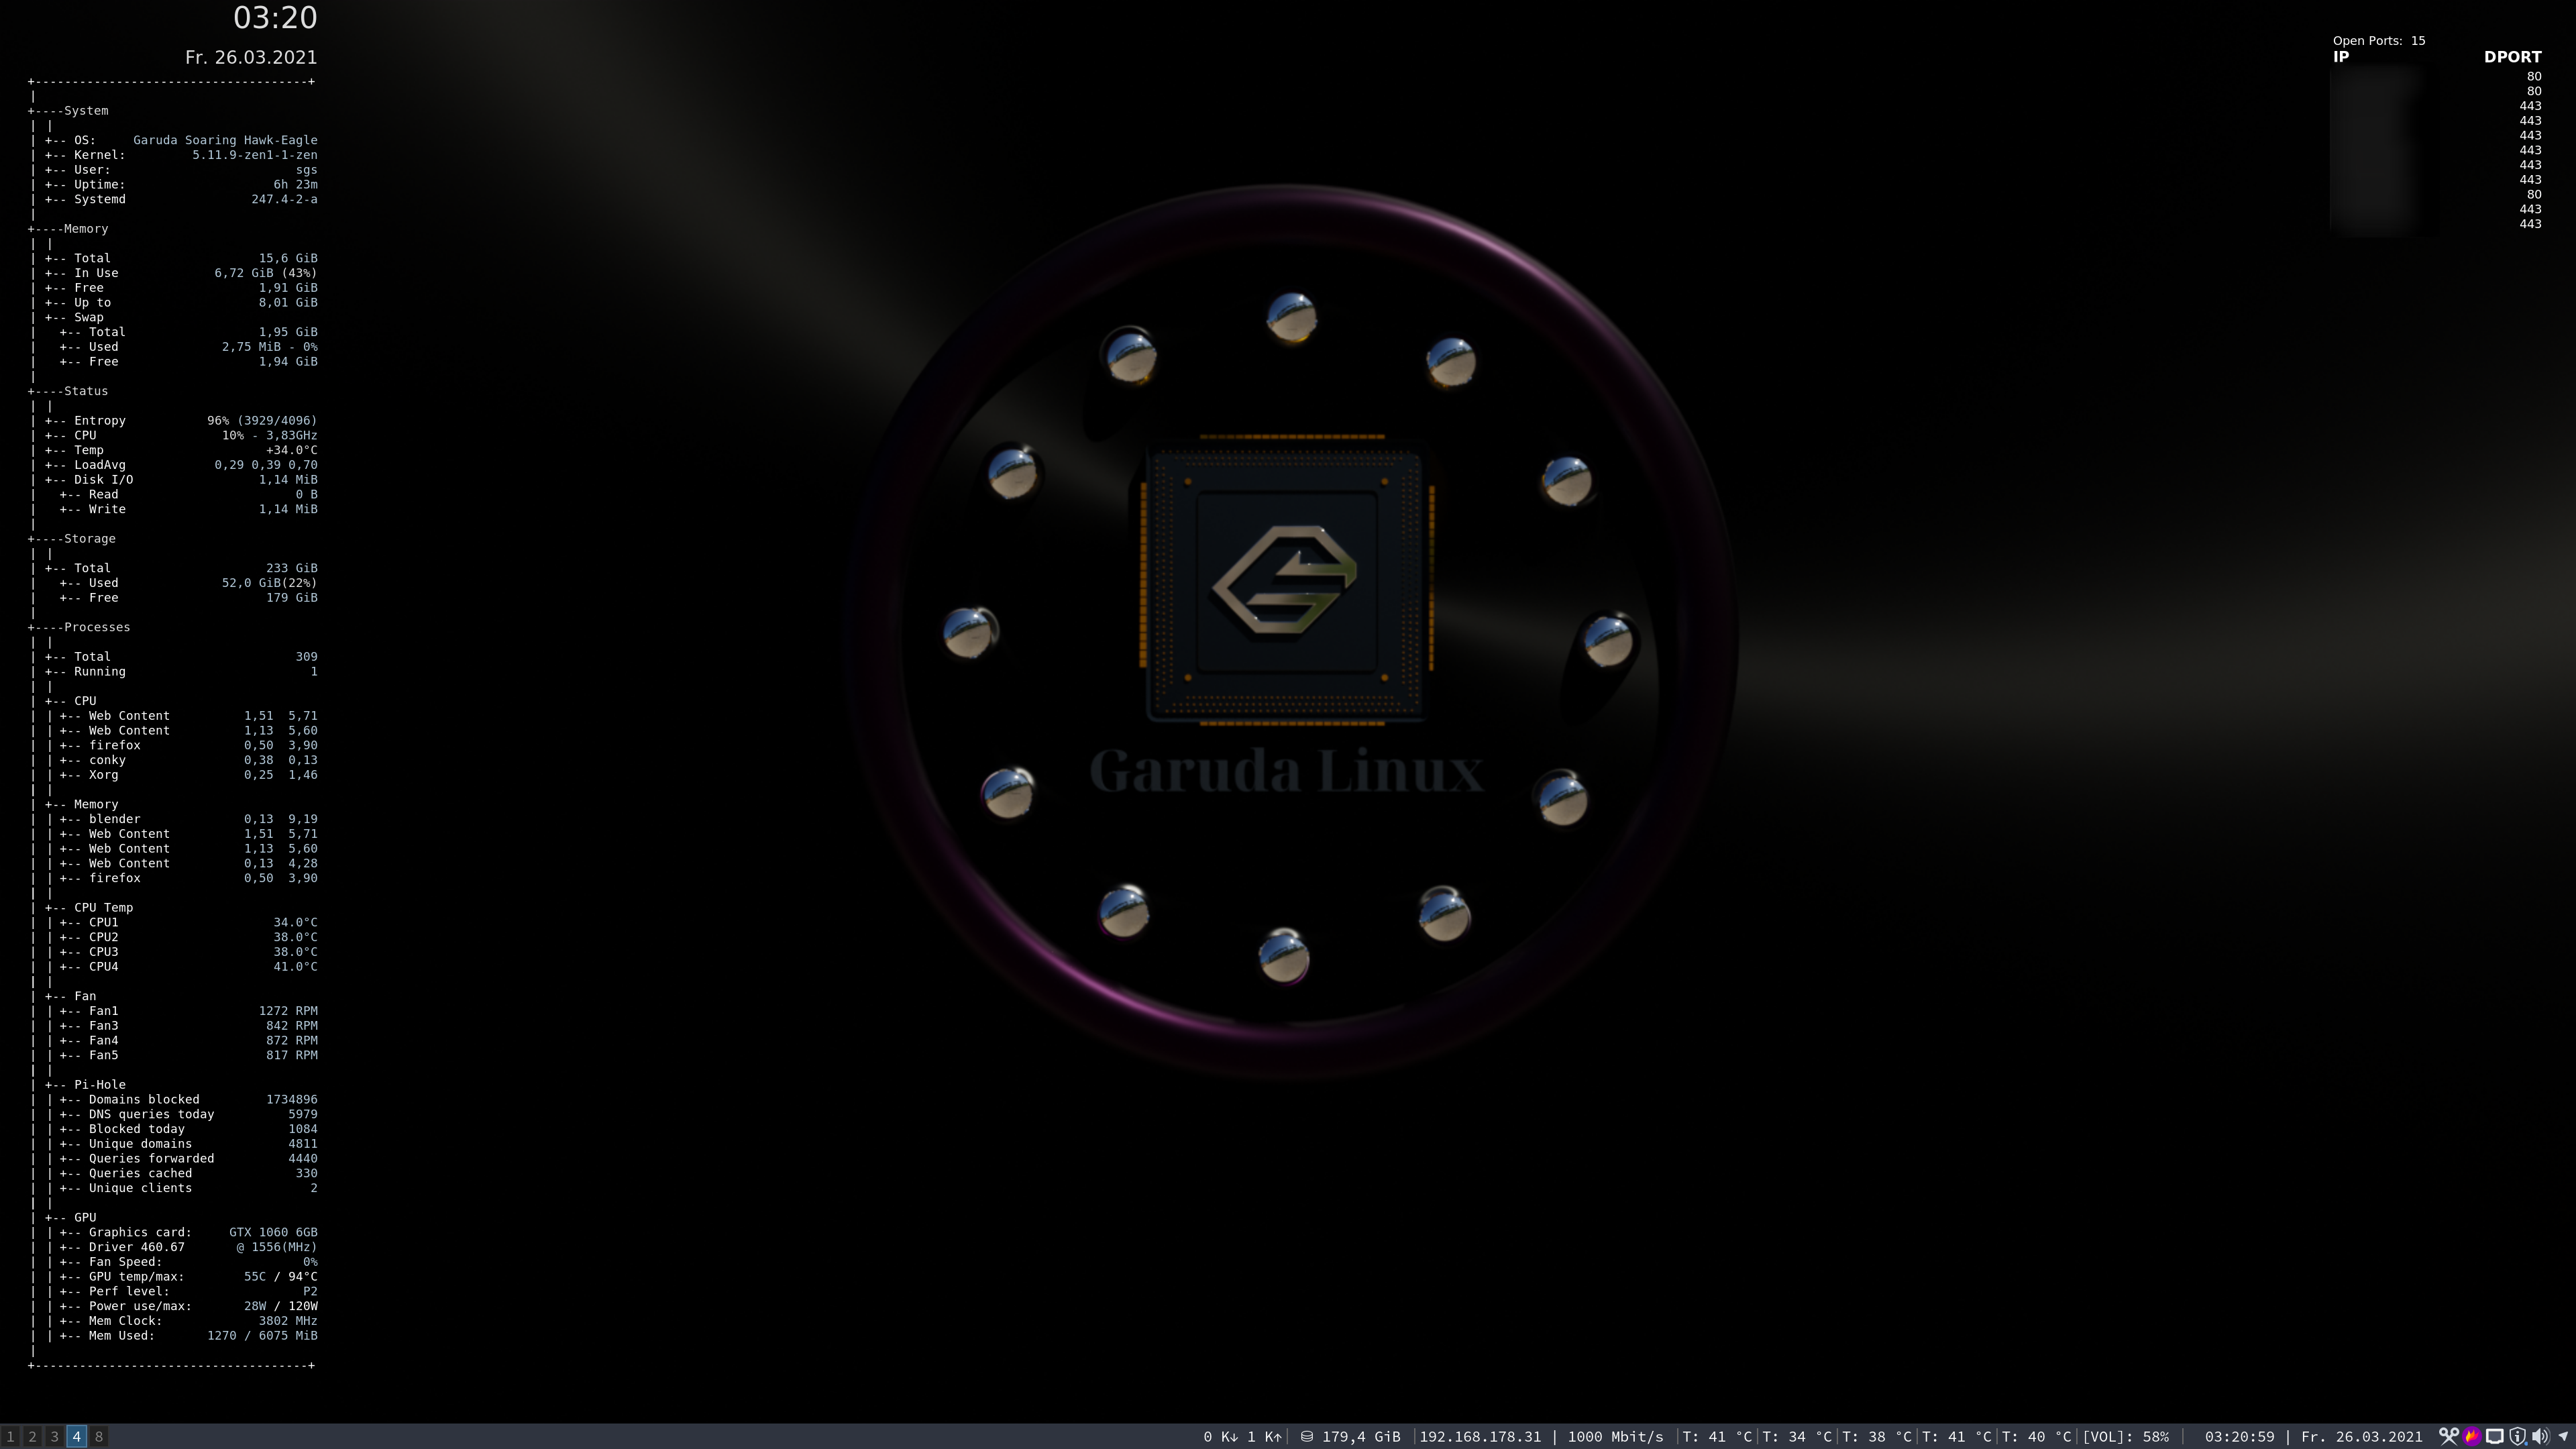 03:20
Fr. 26.03.2021
+-------------------------------------+
|
+----System
| |
| +-- OS: Garuda Soaring Hawk-Eagle
| +-- Kernel: 5.11.9-zen1-1-zen
| +-- User: sgs
| +-- Uptime: 6h 23m
| +-- Systemd 247.4-2-a
|
+----Memory
| |
| +-- Total 15,6 GiB
| +-- In Use 6,72 GiB (43%)
| +-- Free 1,91 GiB
| +-- Up to 8,01 GiB
| +-- Swap
|   +-- Total 1,95 GiB
|   +-- Used 2,75 MiB - 0%
|   +-- Free 1,94 GiB
|
+----Status
| |
| +-- Entropy 96% (3929/4096)
| +-- CPU 10% - 3,83GHz
| +-- Temp +34.0°C
| +-- LoadAvg 0,29 0,39 0,70
| +-- Disk I/O 1,14 MiB
|   +-- Read 0 B
|   +-- Write 1,14 MiB
|
+----Storage
| |
| +-- Total 233 GiB
|   +-- Used 52,0 GiB(22%)
|   +-- Free 179 GiB
|
+----Processes
| |
| +-- Total 309
| +-- Running 1
| |
| +-- CPU
| | +-- Web Content 1,51 5,71
| | +-- Web Content 1,13 5,60
| | +-- firefox 0,50 3,90
| | +-- conky 0,38 0,13
| | +-- Xorg 0,25 1,46
| |
| +-- Memory
| | +-- blender 0,13 9,19
| | +-- Web Content 1,51 5,71
| | +-- Web Content 1,13 5,60
| | +-- Web Content 0,13 4,28
| | +-- firefox 0,50 3,90
| |
| +-- CPU Temp
| | +-- CPU1 34.0°C
| | +-- CPU2 38.0°C
| | +-- CPU3 38.0°C
| | +-- CPU4 41.0°C
| |
| +-- Fan
| | +-- Fan1 1272 RPM
| | +-- Fan3 842 RPM
| | +-- Fan4 872 RPM
| | +-- Fan5 817 RPM
| |
| +-- Pi-Hole
| | +-- Domains blocked 1734896
| | +-- DNS queries today 5979
| | +-- Blocked today 1084
| | +-- Unique domains 4811
| | +-- Queries forwarded 4440
| | +-- Queries cached 330
| | +-- Unique clients 2
| |
| +-- GPU
| | +-- Graphics card: GTX 1060 6GB
| | +-- Driver 460.67 @ 1556(MHz)
| | +-- Fan Speed: 0%
| | +-- GPU temp/max: 55C / 94°C
| | +-- Perf level: P2
| | +-- Power use/max: 28W / 120W
| | +-- Mem Clock: 3802 MHz
| | +-- Mem Used: 1270 / 6075 MiB
|
+-------------------------------------+
Garuda Linux
Open Ports: 15
IP DPORT
80
80
443
443
443
443
443
443
80
443
443
1 2 3 4 8
0 K↓ 1 K↑| 179,4 GiB |192.168.178.31 | 1000 Mbit/s |T: 41 °C|T: 34 °C|T: 38 °C|T: 41 °C|T: 40 °C|[VOL]: 58% | 03:20:59 | Fr. 26.03.2021